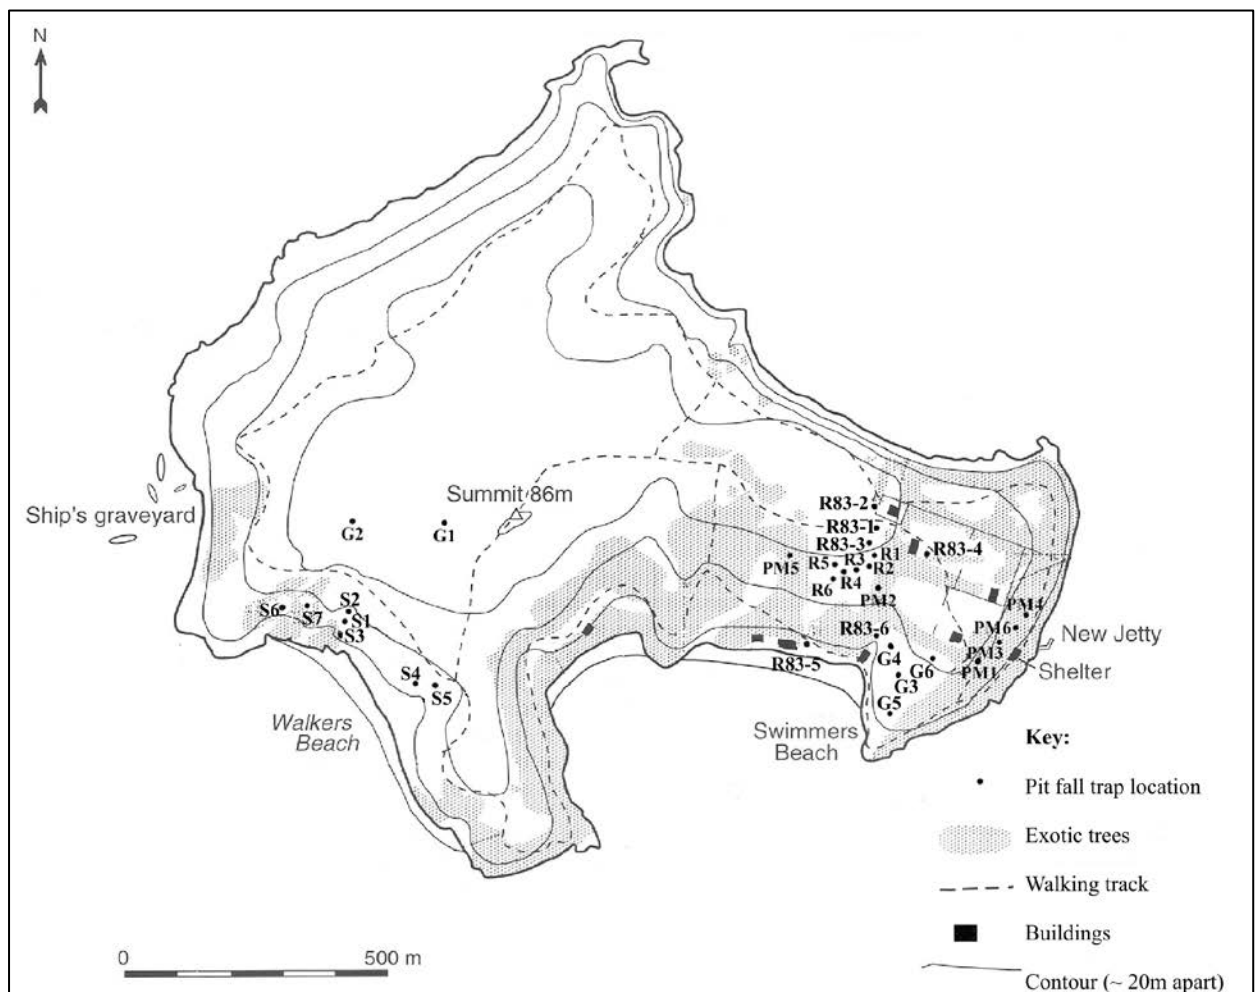 N
Summit 86m
Ship's graveyard
G2
G1
R83-2
R83-1
R83-3
R1
R83-4
R5
R3
R2
PM5
R4
R6
PM2
S2
S6
S7
S1
S3
PM4
R83-6
PM6
New Jetty
G4
PM3
R83-5
G6
PM1
Shelter
S4
G3
S5
G5
Walkers
Beach
Swimmers
Beach
Key:
Pit fall trap location
Exotic trees
Walking track
Buildings
0
500 m
Contour (~ 20m apart)